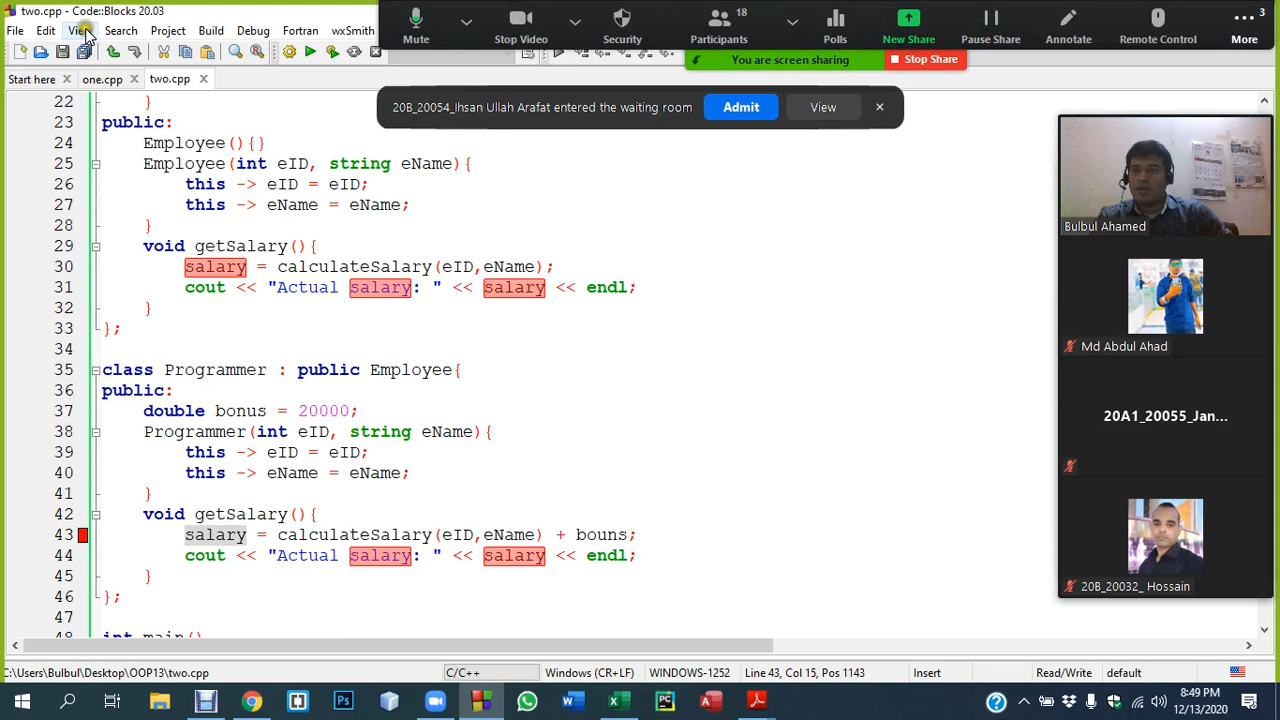 two.cpp - Code::Blocks 20.03
File Edit View Search Project Build Debug Fortran wxSmith
Mute
Stop Video
Security
18
Participants
Polls
New Share
Pause Share
Annotate
Remote Control
3
More
You are screen sharing
Stop Share
Start here
one.cpp
two.cpp
20B_20054_Ihsan Ullah Arafat entered the waiting room
Admit
View
22 }
23 public:
24 Employee(){}
25 Employee(int eID, string eName){
26 this -> eID = eID;
27 this -> eName = eName;
28 }
29 void getSalary(){
30 salary = calculateSalary(eID,eName);
31 cout << "Actual salary: " << salary << endl;
32 }
33 };
34
35 class Programmer : public Employee{
36 public:
37 double bonus = 20000;
38 Programmer(int eID, string eName){
39 this -> eID = eID;
40 this -> eName = eName;
41 }
42 void getSalary(){
43 salary = calculateSalary(eID,eName) + bouns;
44 cout << "Actual salary: " << salary << endl;
45 }
46 };
47
48 int main()
Bulbul Ahamed
Md Abdul Ahad
20A1_20055_Jan...
20B_20032_ Hossain
C:\Users\Bulbul\Desktop\OOP13\two.cpp
C/C++
Windows (CR+LF)
WINDOWS-1252
Line 43, Col 15, Pos 1143
Insert
Read/Write
default
8:49 PM
12/13/2020